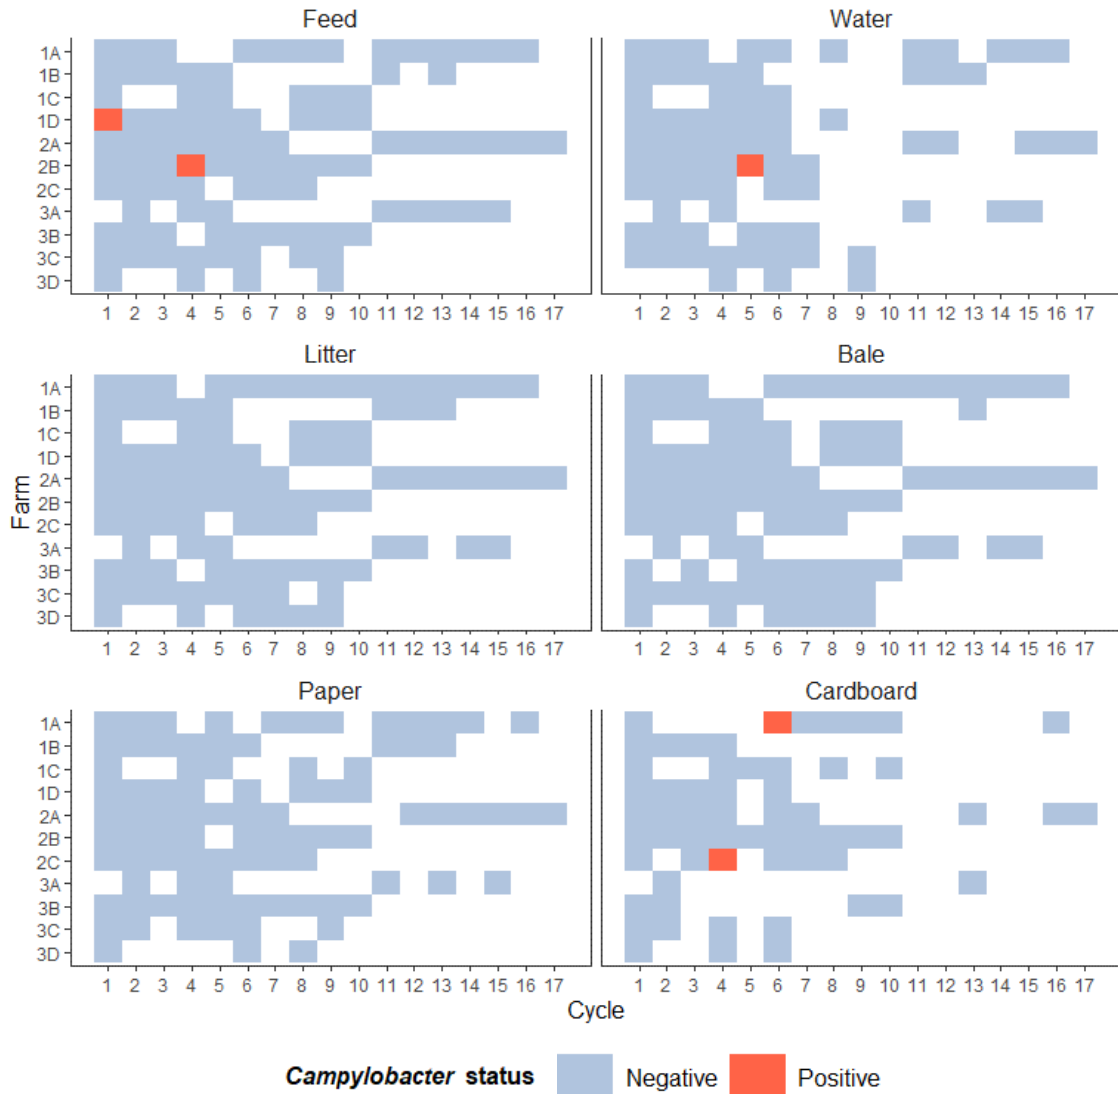 Feed
Water
1A
1B
1C
1D
2A
2B
2C
3A
3B
3C
3D
1 2 3 4 5 6 7 8 9 10 11 12 13 14 15 16 17
1 2 3 4 5 6 7 8 9 10 11 12 13 14 15 16 17
Litter
Bale
Farm
1A
1B
1C
1D
2A
2B
2C
3A
3B
3C
3D
1 2 3 4 5 6 7 8 9 10 11 12 13 14 15 16 17
1 2 3 4 5 6 7 8 9 10 11 12 13 14 15 16 17
Paper
Cardboard
1A
1B
1C
1D
2A
2B
2C
3A
3B
3C
3D
1 2 3 4 5 6 7 8 9 10 11 12 13 14 15 16 17
1 2 3 4 5 6 7 8 9 10 11 12 13 14 15 16 17
Cycle
Campylobacter status Negative Positive